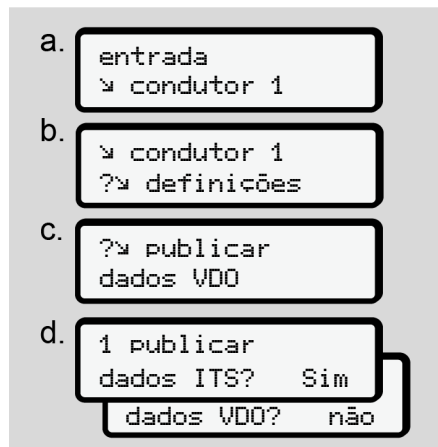 a.
entrada
↘ condutor 1
b.
↘ condutor 1
?↘ definições
c.
?↘ publicar
dados VDO
d.
1 publicar
dados ITS? Sim
dados VDO? não